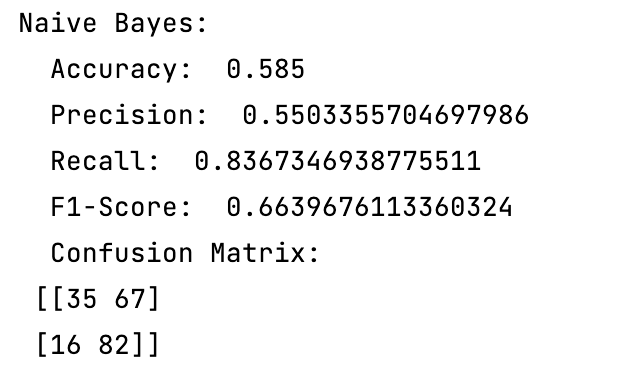 Naive Bayes:
Accuracy: 0.585
Precision: 0.5503355704697986
Recall: 0.8367346938775511
F1-Score: 0.6639676113360324
Confusion Matrix:
[[35 67]
[16 82]]